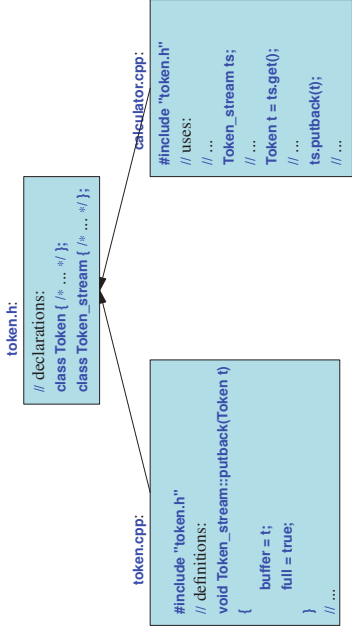 token.h:
// declarations:
class Token { /* ... */ };
class Token_stream { /* ... */ };
token.cpp:
#include "token.h"
// definitions:
void Token_stream::putback(Token t)
{
buffer = t;
full = true;
}
// ...
calculator.cpp:
#include "token.h"
// uses:
// ...
Token_stream ts;
// ...
Token t = ts.get();
// ...
ts.putback(t);
// ...